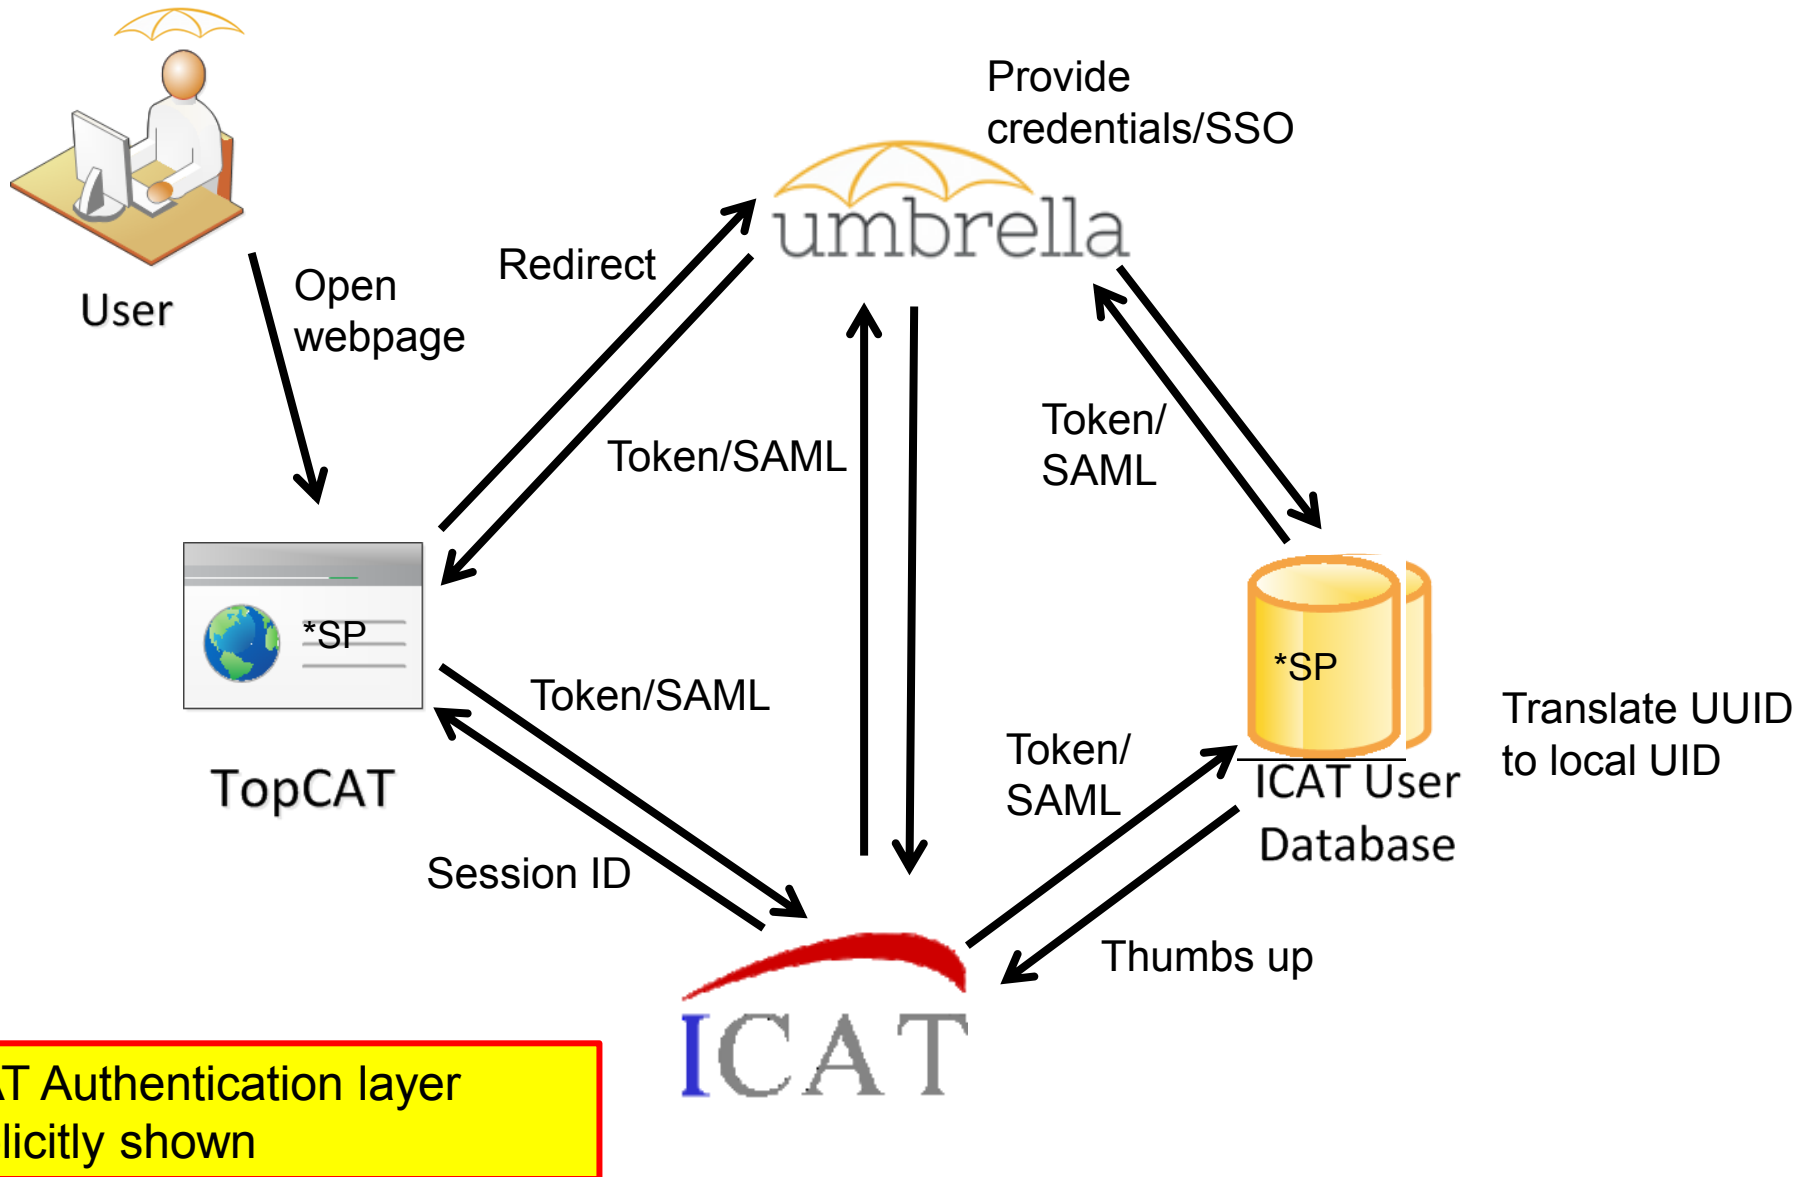 Provide
credentials/SSO
umbrella
User
Open
webpage
Redirect
Token/SAML
Token/
SAML
*SP
TopCAT
Token/SAML
Session ID
*SP
Translate UUID
to local UID
ICAT User
Database
Token/
SAML
Thumbs up
ICAT
AT Authentication layer
licitly shown